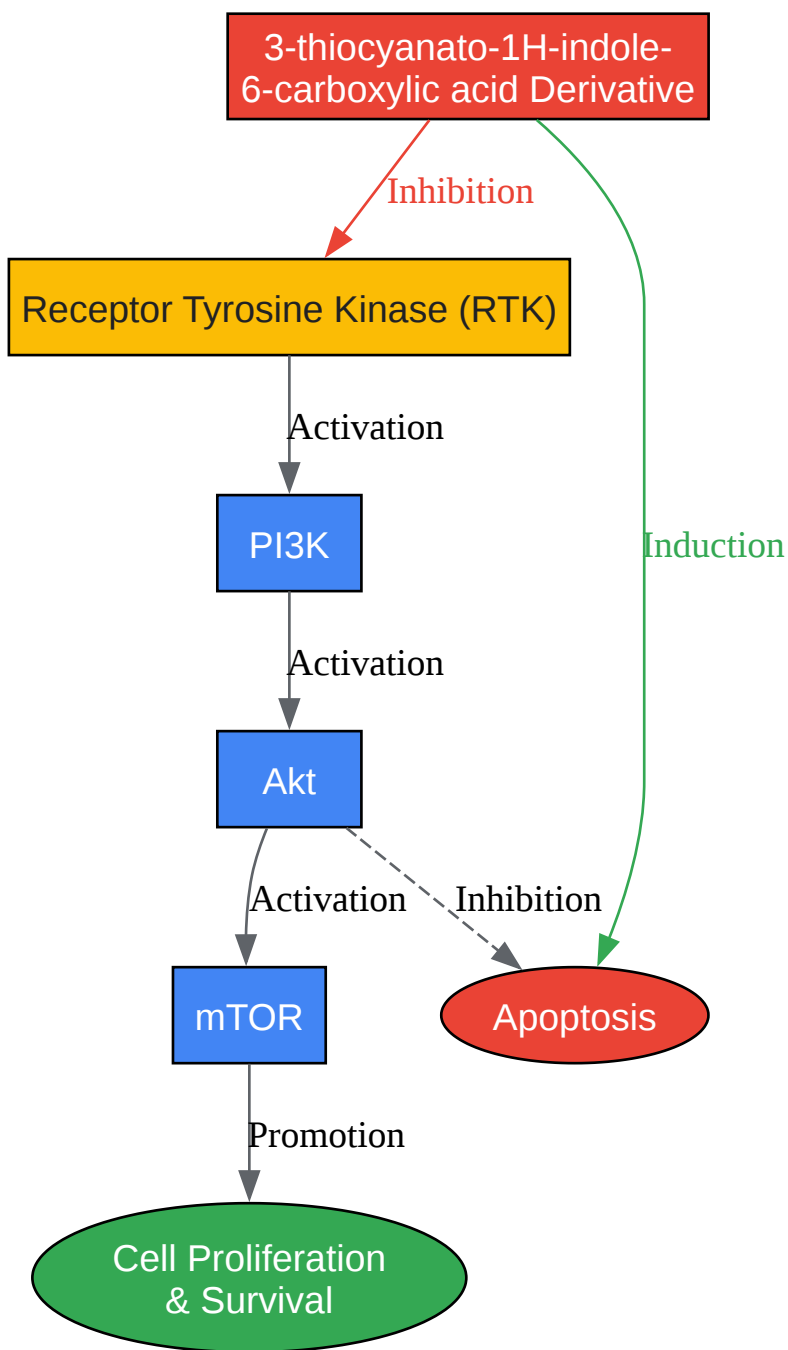 3-thiocyanato-1H-indole-
6-carboxylic acid Derivative
Inhibition
Receptor Tyrosine Kinase (RTK)
Activation
PI3K
Induction
Activation
Akt
Activation
Inhibition
mTOR
Apoptosis
Promotion
Cell Proliferation
& Survival